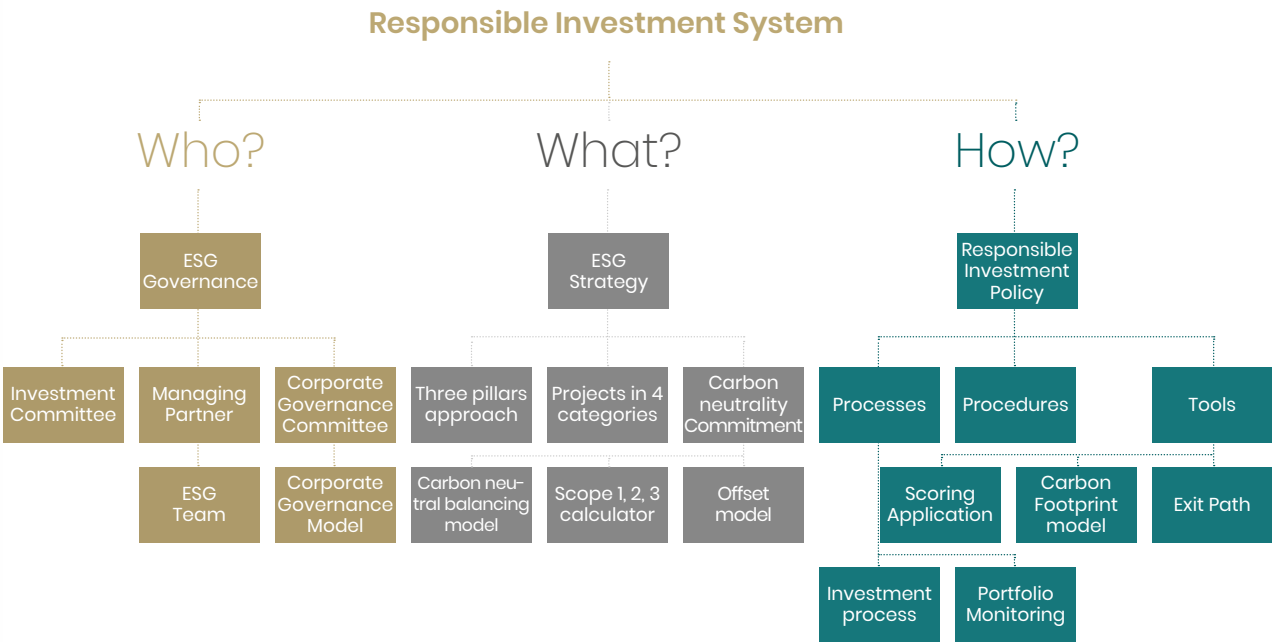 Responsible Investment System
Who?
What?
How?
ESG
Governance
ESG
Strategy
Responsible
Investment
Policy
Investment
Committee
Managing
Partner
Corporate
Governance
Committee
Three pillars
approach
Projects in 4
categories
Carbon
neutrality
Commitment
Processes
Procedures
Tools
ESG
Team
Corporate
Governance
Model
Carbon neu-
tral balancing
model
Scope 1, 2, 3
calculator
Offset
model
Scoring
Application
Carbon
Footprint
model
Exit Path
Investment
process
Portfolio
Monitoring